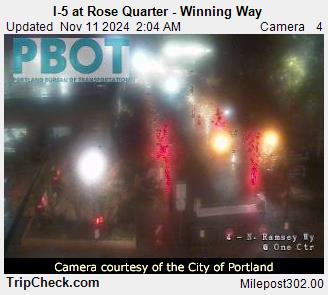 I-5 at Rose Quarter - Winning Way
Updated Nov 11 2024 2:04 AM Camera 4
PBOT
PORTLAND BUREAU OF TRANSPORTATION
4 - N. Ramsey Wy
@ One Ctr
Camera courtesy of the City of Portland
TripCheck.com Milepost302.00